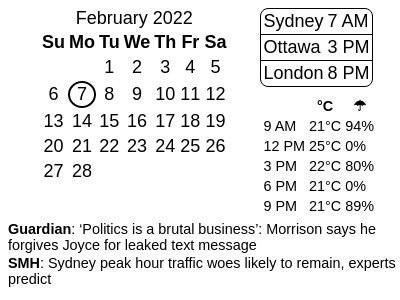 February 2022
Su Mo Tu We Th Fr Sa
1 2 3 4 5
6 7 8 9 10 11 12
13 14 15 16 17 18 19
20 21 22 23 24 25 26
27 28
Sydney 7 AM
Ottawa 3 PM
London 8 PM
°C ☂
9 AM 21°C 94%
12 PM 25°C 0%
3 PM 22°C 80%
6 PM 21°C 0%
9 PM 21°C 89%
Guardian: ‘Politics is a brutal business’: Morrison says he
forgives Joyce for leaked text message
SMH: Sydney peak hour traffic woes likely to remain, experts
predict